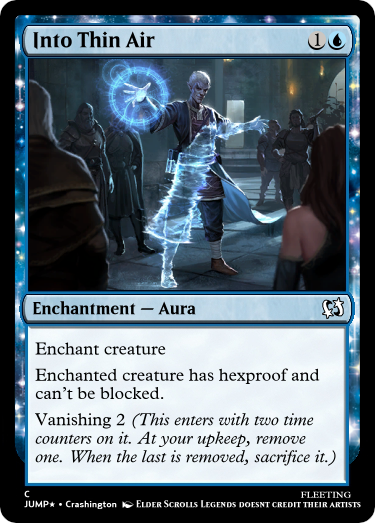 Into Thin Air 1
Enchantment — Aura
Enchant creature
Enchanted creature has hexproof and
can't be blocked.
Vanishing 2 (This enters with two time
counters on it. At your upkeep, remove
one. When the last is removed, sacrifice it.)
C FLEETING
JUMP★ • Crashington ELDER SCROLLS LEGENDS DOESNT CREDIT THEIR ARTISTS